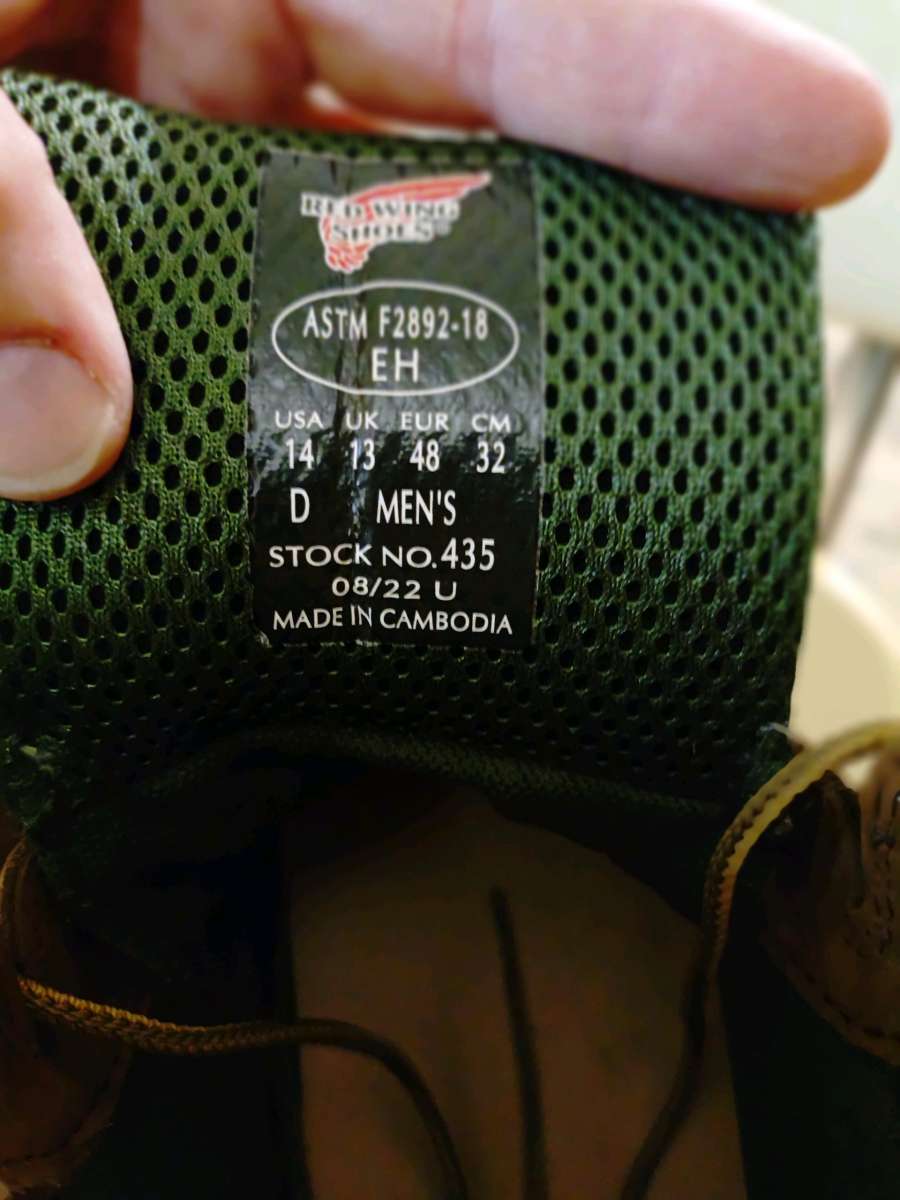 RED WING
SHOES®
ASTM F2892-18
EH
USA UK EUR CM
14 13 48 32
D MEN'S
STOCK NO. 435
08/22 U
MADE IN CAMBODIA